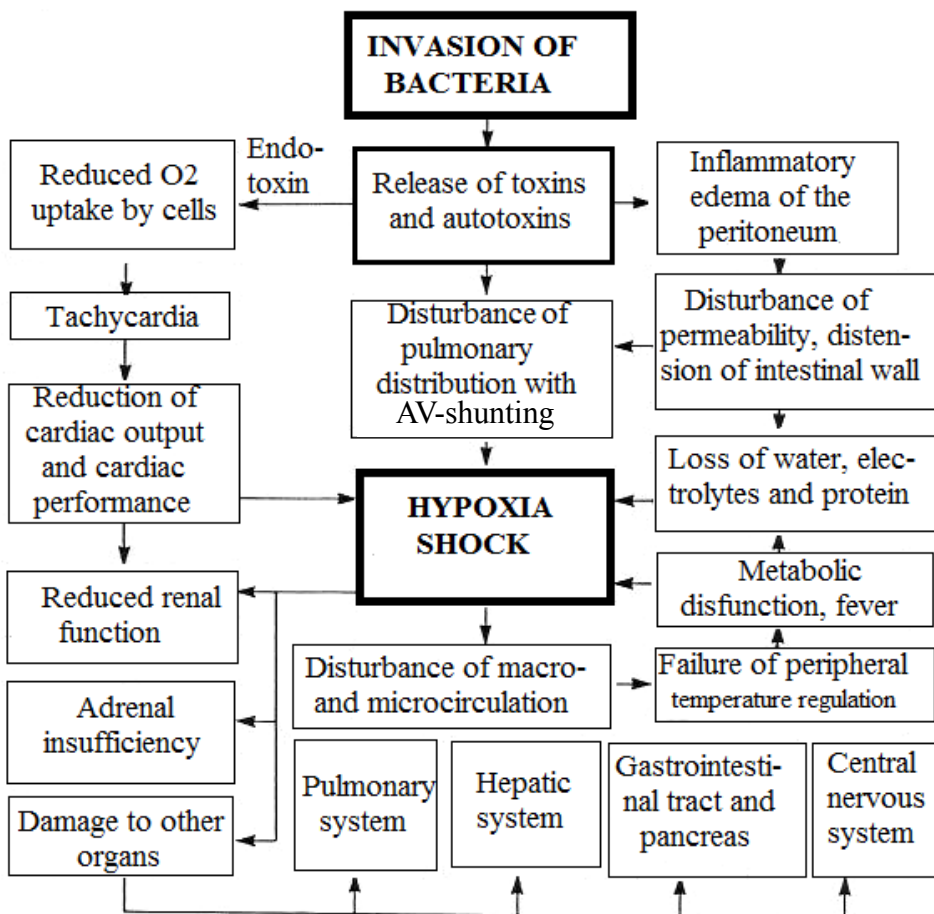 INVASION OF
BACTERIA
Reduced O2
uptake by cells
Endo-
toxin
Release of toxins
and autotoxins
Inflammatory
edema of the
peritoneum
Tachycardia
Disturbance of
pulmonary
distribution with
AV-shunting
Disturbance of
permeability, disten-
sion of intestinal wall
Reduction of
cardiac output
and cardiac
performance
HYPOXIA
SHOCK
Loss of water, elec-
trolytes and protein
Metabolic
disfunction, fever
Reduced renal
function
Disturbance of macro-
and microcirculation
Failure of peripheral
temperature regulation
Adrenal
insufficiency
Damage to other
organs
Pulmonary
system
Hepatic
system
Gastrointesti-
nal tract and
pancreas
Central
nervous
system